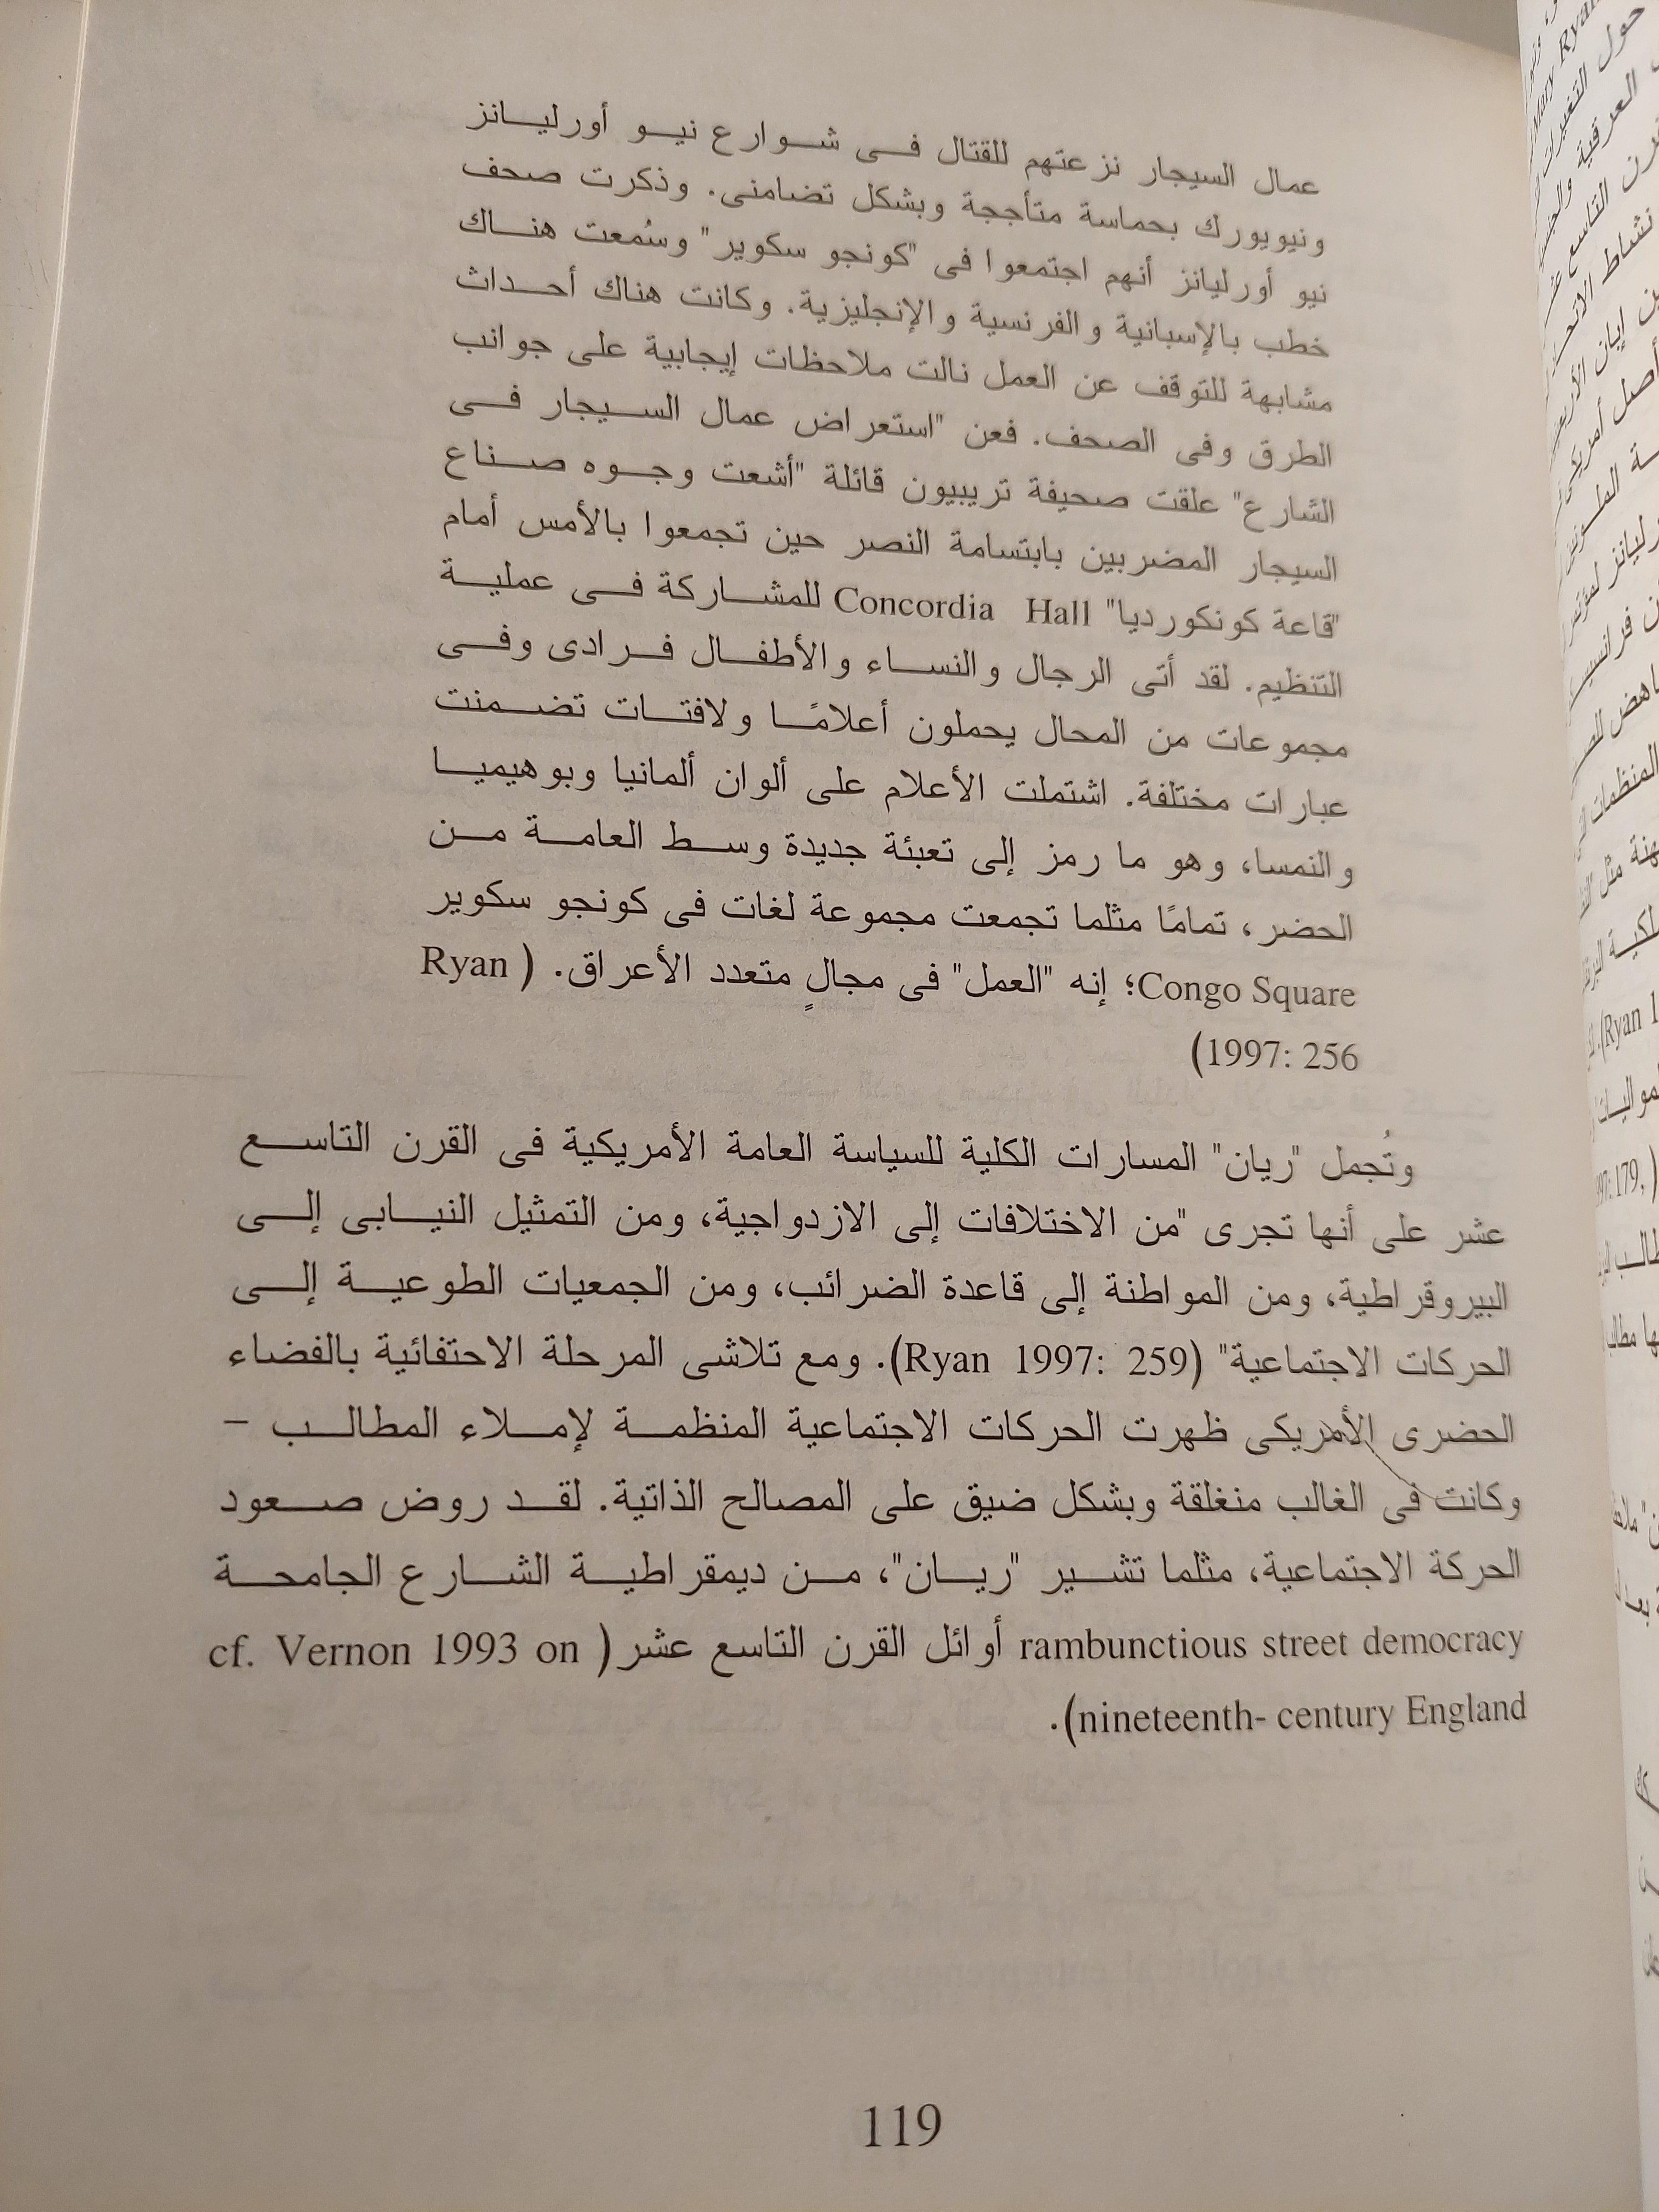 عمال السيجار نزعتهم للقتال فى شوارع نيو أورليانز
ونيويورك بحماسة متأججة وبشكل تضامنى. وذكرت صحف
نيو أورليانز أنهم اجتمعوا فى "كونجو سكوير" وسُمعت هناك
خطب بالإسبانية والفرنسية والإنجليزية. وكانت هناك أحداث
مشابهة للتوقف عن العمل نالت ملاحظات إيجابية على جوانب
الطرق وفى الصحف. فعن "استعراض عمال السيجار فى
الشارع" علقت صحيفة تريبيون قائلة "أشعت وجوه صناع
السيجار المضربين بابتسامة النصر حين تجمعوا بالأمس أمام
"قاعة كونكورديا" Concordia Hall للمشاركة فى عملية
التنظيم. لقد أتى الرجال والنساء والأطفال فرادى وفى
مجموعات من المحال يحملون أعلامًا ولافتات تضمنت
عبارات مختلفة. اشتملت الأعلام على ألوان ألمانيا وبوهيميا
والنمسا، وهو ما رمز إلى تعبئة جديدة وسط العامة من
الحضر، تمامًا مثلما تجمعت مجموعة لغات فى كونجو سكوير
Congo Square؛ إنه "العمل" فى مجالٍ متعدد الأعراق. (Ryan
1997: 256)
وتُجمل "ريان" المسارات الكلية للسياسة العامة الأمريكية فى القرن التاسع
عشر على أنها تجرى "من الاختلافات إلى الازدواجية، ومن التمثيل النيابى إلى
البيروقراطية، ومن المواطنة إلى قاعدة الضرائب، ومن الجمعيات الطوعية إلى
الحركات الاجتماعية" (Ryan 1997: 259). ومع تلاشى المرحلة الاحتفائية بالفضاء
الحضرى الأمريكى ظهرت الحركات الاجتماعية المنظمة لإملاء المطالب –
وكانت فى الغالب منغلقة وبشكل ضيق على المصالح الذاتية. لقد روض صعود
الحركة الاجتماعية، مثلما تشير "ريان"، من ديمقراطية الشارع الجامحة
rambunctious street democracy أوائل القرن التاسع عشر (cf. Vernon 1993 on
nineteenth- century England).
119